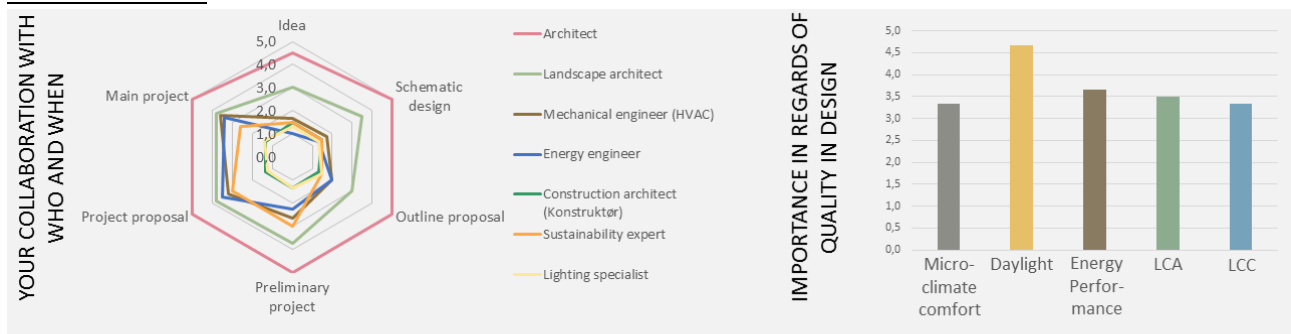 YOUR COLLABORATION WITH
WHO AND WHEN
Idea
Schematic
design
Outline proposal
Preliminary
project
Project proposal
Main project
5,0
4,0
3,0
2,0
1,0
0,0
Architect
Landscape architect
Mechanical engineer (HVAC)
Energy engineer
Construction architect
(Konstruktør)
Sustainability expert
Lighting specialist
IMPORTANCE IN REGARDS OF
QUALITY IN DESIGN
5,0
4,5
4,0
3,5
3,0
2,5
2,0
1,5
1,0
0,5
0,0
Micro-
climate
comfort
Daylight
Energy
Perfor-
mance
LCA
LCC